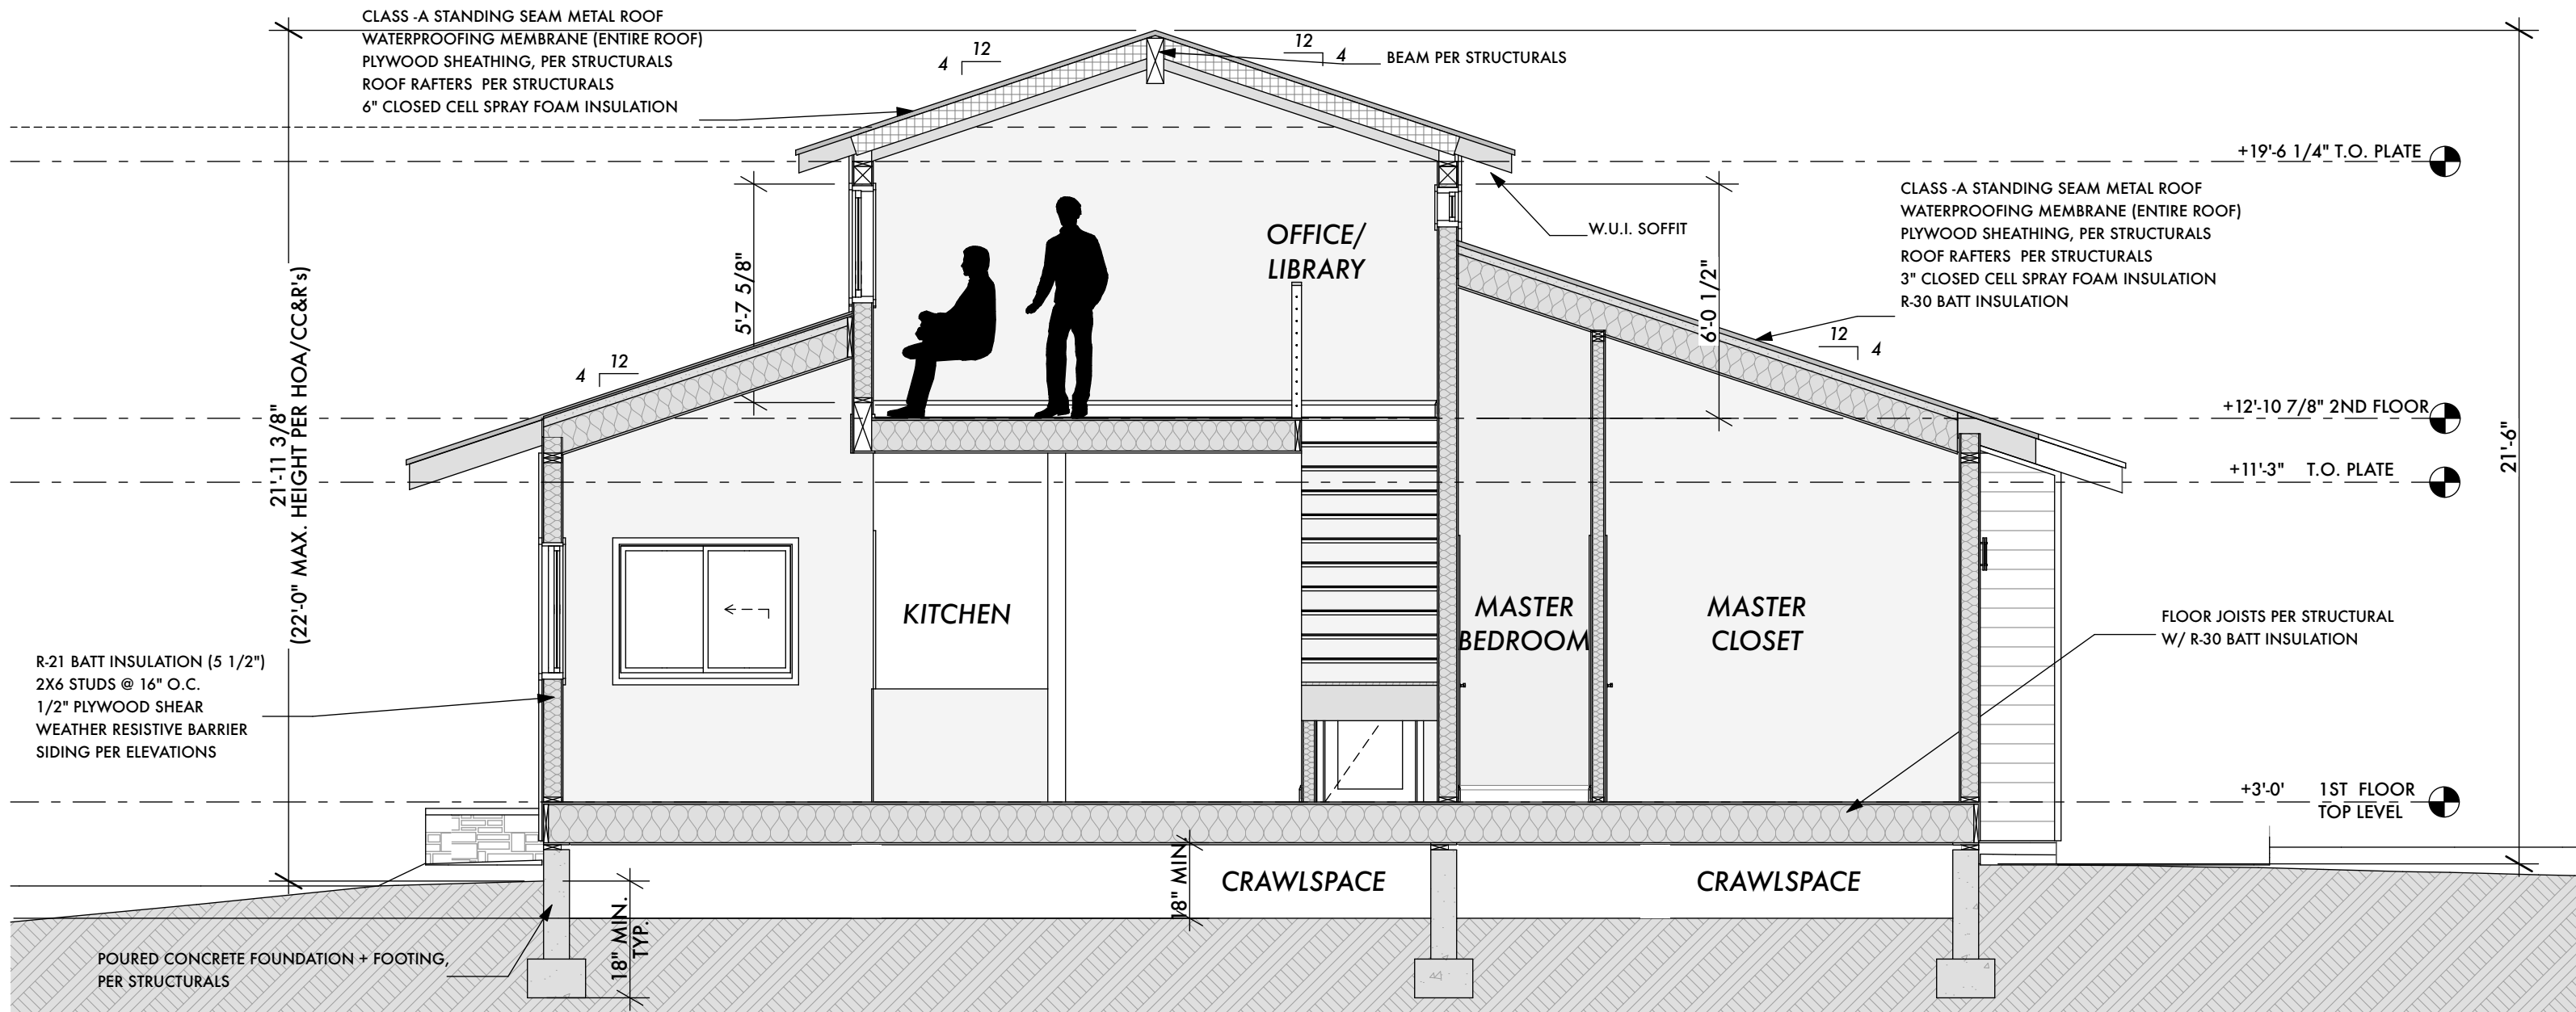 CLASS -A STANDING SEAM METAL ROOF
WATERPROOFING MEMBRANE (ENTIRE ROOF)
PLYWOOD SHEATHING, PER STRUCTURALS
ROOF RAFTERS  PER STRUCTURALS
6" CLOSED CELL SPRAY FOAM INSULATION
12
4
12
4
BEAM PER STRUCTURALS
+19'-6 1/4" T.O. PLATE
CLASS -A STANDING SEAM METAL ROOF
WATERPROOFING MEMBRANE (ENTIRE ROOF)
PLYWOOD SHEATHING, PER STRUCTURALS
ROOF RAFTERS  PER STRUCTURALS
3" CLOSED CELL SPRAY FOAM INSULATION
R-30 BATT INSULATION
W.U.I. SOFFIT
OFFICE/
LIBRARY
5'-7 5/8"
6'-0 1/2"
12
4
12
4
21'-11 3/8"
(22'-0" MAX. HEIGHT PER HOA/CC&R's)
+12'-10 7/8" 2ND FLOOR
21'-6"
+11'-3" T.O. PLATE
KITCHEN
MASTER
BEDROOM
MASTER
CLOSET
FLOOR JOISTS PER STRUCTURAL
W/ R-30 BATT INSULATION
R-21 BATT INSULATION (5 1/2")
2X6 STUDS @ 16" O.C.
1/2" PLYWOOD SHEAR
WEATHER RESISTIVE BARRIER
SIDING PER ELEVATIONS
+3'-0' 1ST FLOOR
TOP LEVEL
18" MIN.
CRAWLSPACE
CRAWLSPACE
18" MIN.
TYP.
POURED CONCRETE FOUNDATION + FOOTING,
PER STRUCTURALS